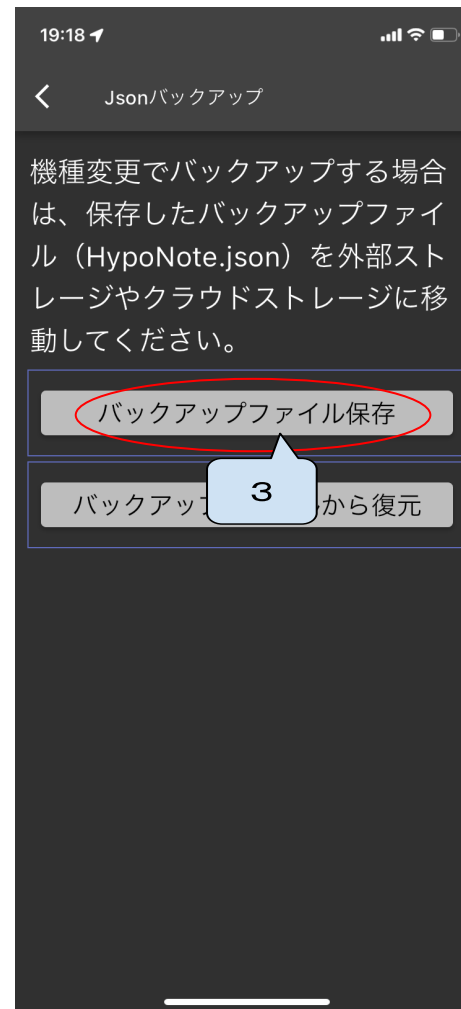 19:18
Jsonバックアップ
機種変更でバックアップする場合
は、保存したバックアップファイ
ル（HypoNote.json）を外部スト
レージやクラウドストレージに移
動してください。
バックアップファイル保存
3
バックアッ
から復元